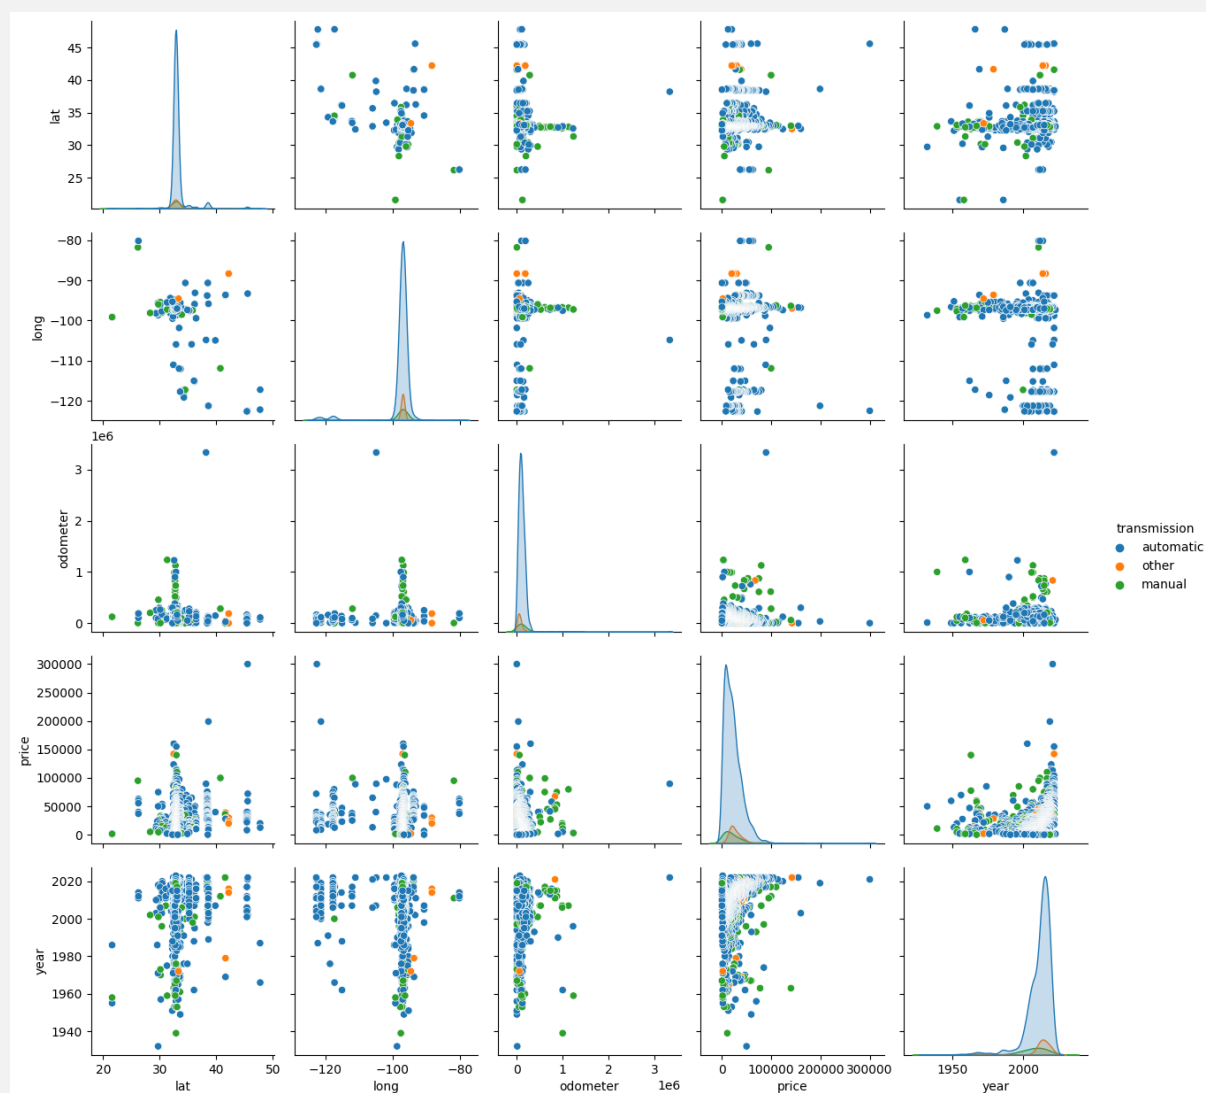 45
40
35
30
25
lat
−80
−90
−100
−110
−120
long
1e6
3
2
1
0
odometer
transmission
automatic
other
manual
300000
250000
200000
150000
100000
50000
0
price
2020
2000
1980
1960
1940
year
20 30 40 50
lat
−120 −100 −80
long
0 1 2 3
odometer 1e6
0 100000 200000 300000
price
1950 2000
year